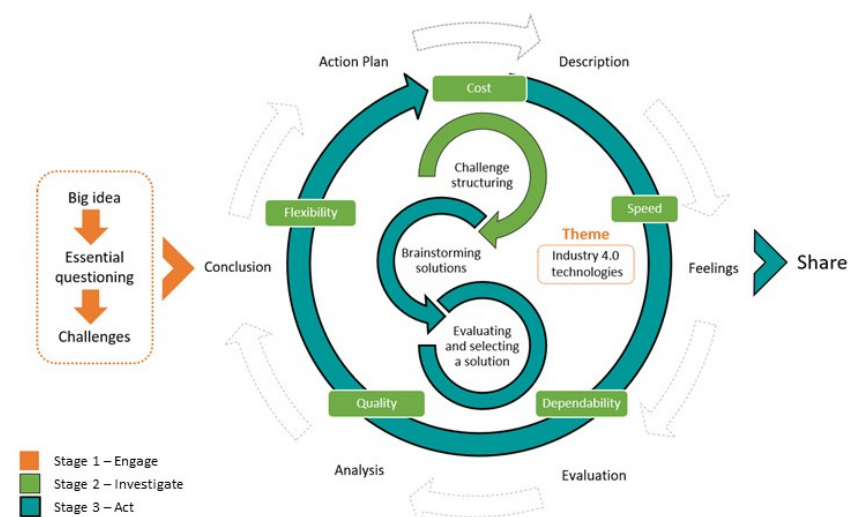 Action Plan
Description
Cost
Challenge
structuring
Big idea
Essential
questioning
Challenges
Flexibility
Speed
Theme
Industry 4.0
technologies
Conclusion
Brainstorming
solutions
Feelings
Share
Evaluating
and selecting
a solution
Quality
Dependability
Analysis
Evaluation
Stage 1 – Engage
Stage 2 – Investigate
Stage 3 – Act